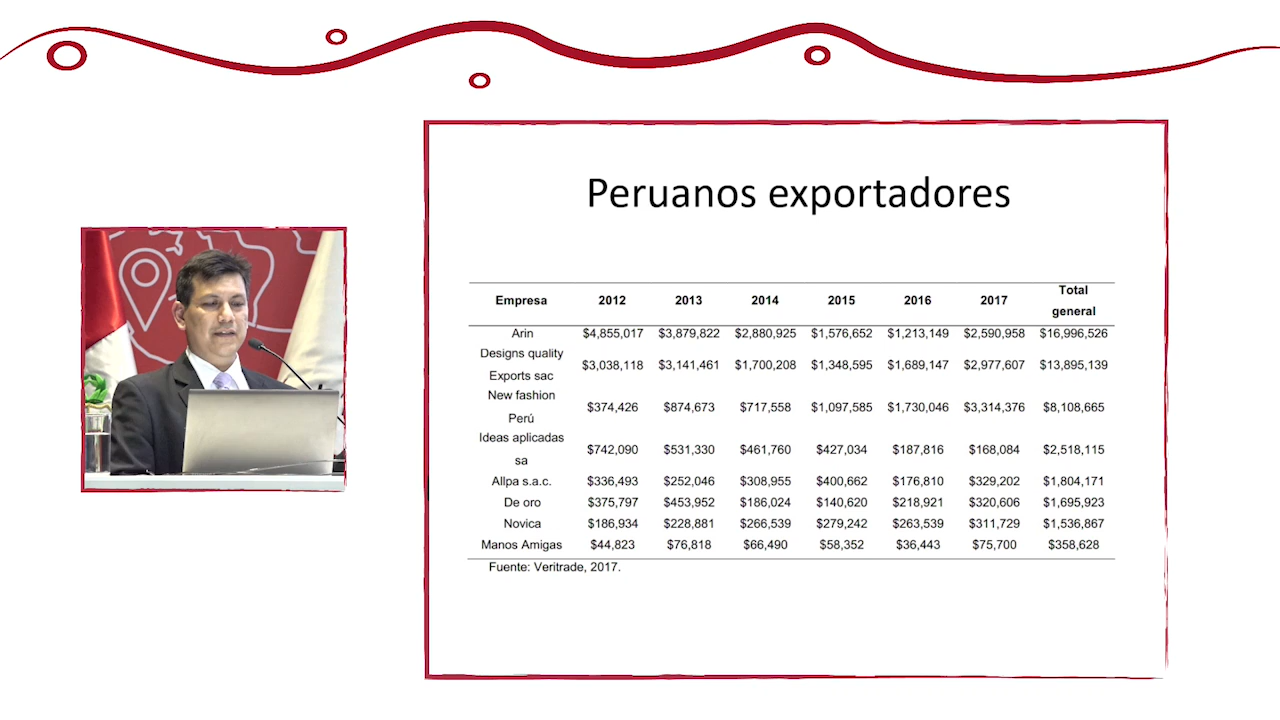 Peruanos exportadores
Empresa 2012 2013 2014 2015 2016 2017 Total general
Arin $4,855,017 $3,879,822 $2,880,925 $1,576,652 $1,213,149 $2,590,958 $16,996,526
Designs quality Exports sac $3,038,118 $3,141,461 $1,700,208 $1,348,595 $1,689,147 $2,977,607 $13,895,139
New fashion Perú $374,426 $874,673 $717,558 $1,097,585 $1,730,046 $3,314,376 $8,108,665
Ideas aplicadas sa $742,090 $531,330 $461,760 $427,034 $187,816 $168,084 $2,518,115
Allpa s.a.c. $336,493 $252,046 $308,955 $400,662 $176,810 $329,202 $1,804,171
De oro $375,797 $453,952 $186,024 $140,620 $218,921 $320,606 $1,695,923
Novica $186,934 $228,881 $266,539 $279,242 $263,539 $311,729 $1,536,867
Manos Amigas $44,823 $76,818 $66,490 $58,352 $36,443 $75,700 $358,628
Fuente: Veritrade, 2017.